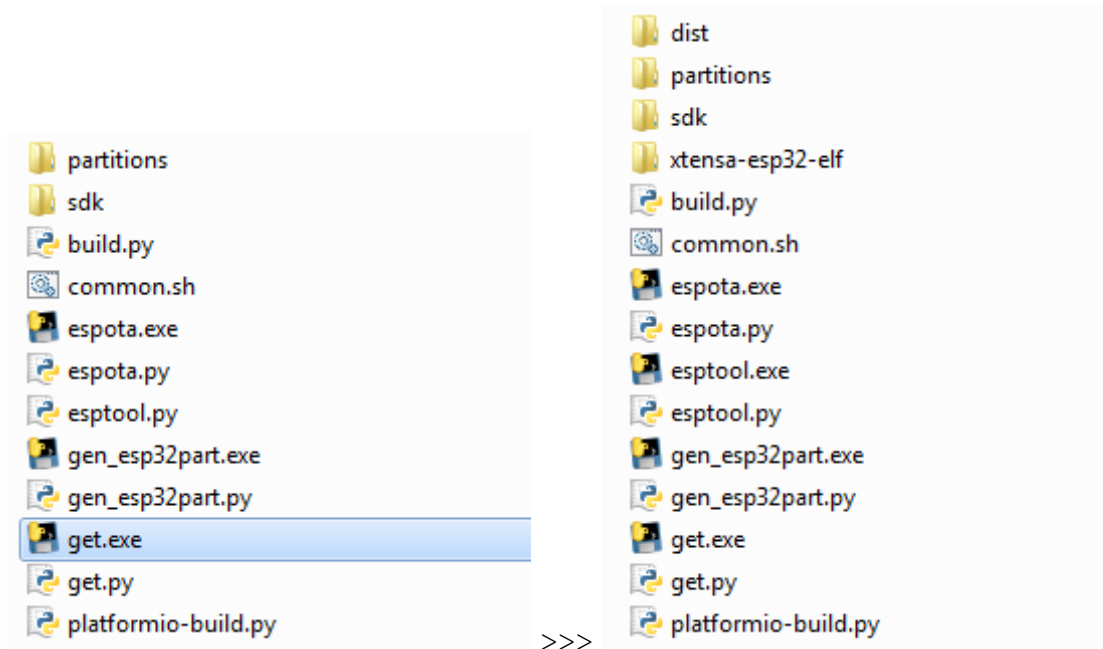 partitions
sdk
build.py
common.sh
espota.exe
espota.py
esptool.py
gen_esp32part.exe
gen_esp32part.py
get.exe
get.py
platformio-build.py
>>>
dist
partitions
sdk
xtensa-esp32-elf
build.py
common.sh
espota.exe
espota.py
esptool.exe
esptool.py
gen_esp32part.exe
gen_esp32part.py
get.exe
get.py
platformio-build.py